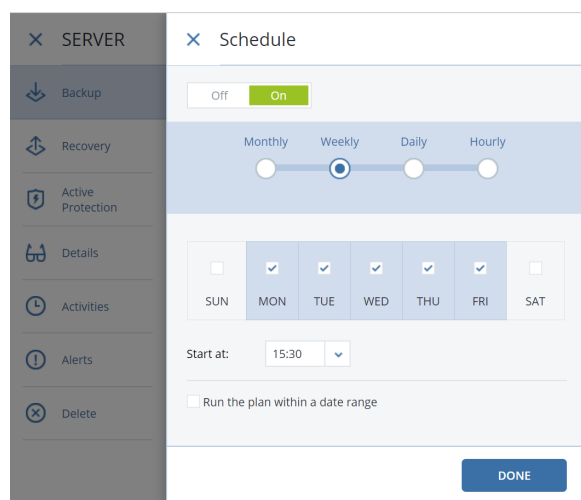 SERVER
Backup
Recovery
Active
Protection
Details
Activities
Alerts
Delete
Schedule
Off On
Monthly Weekly Daily Hourly
SUN MON TUE WED THU FRI SAT
Start at: 15:30
Run the plan within a date range
DONE